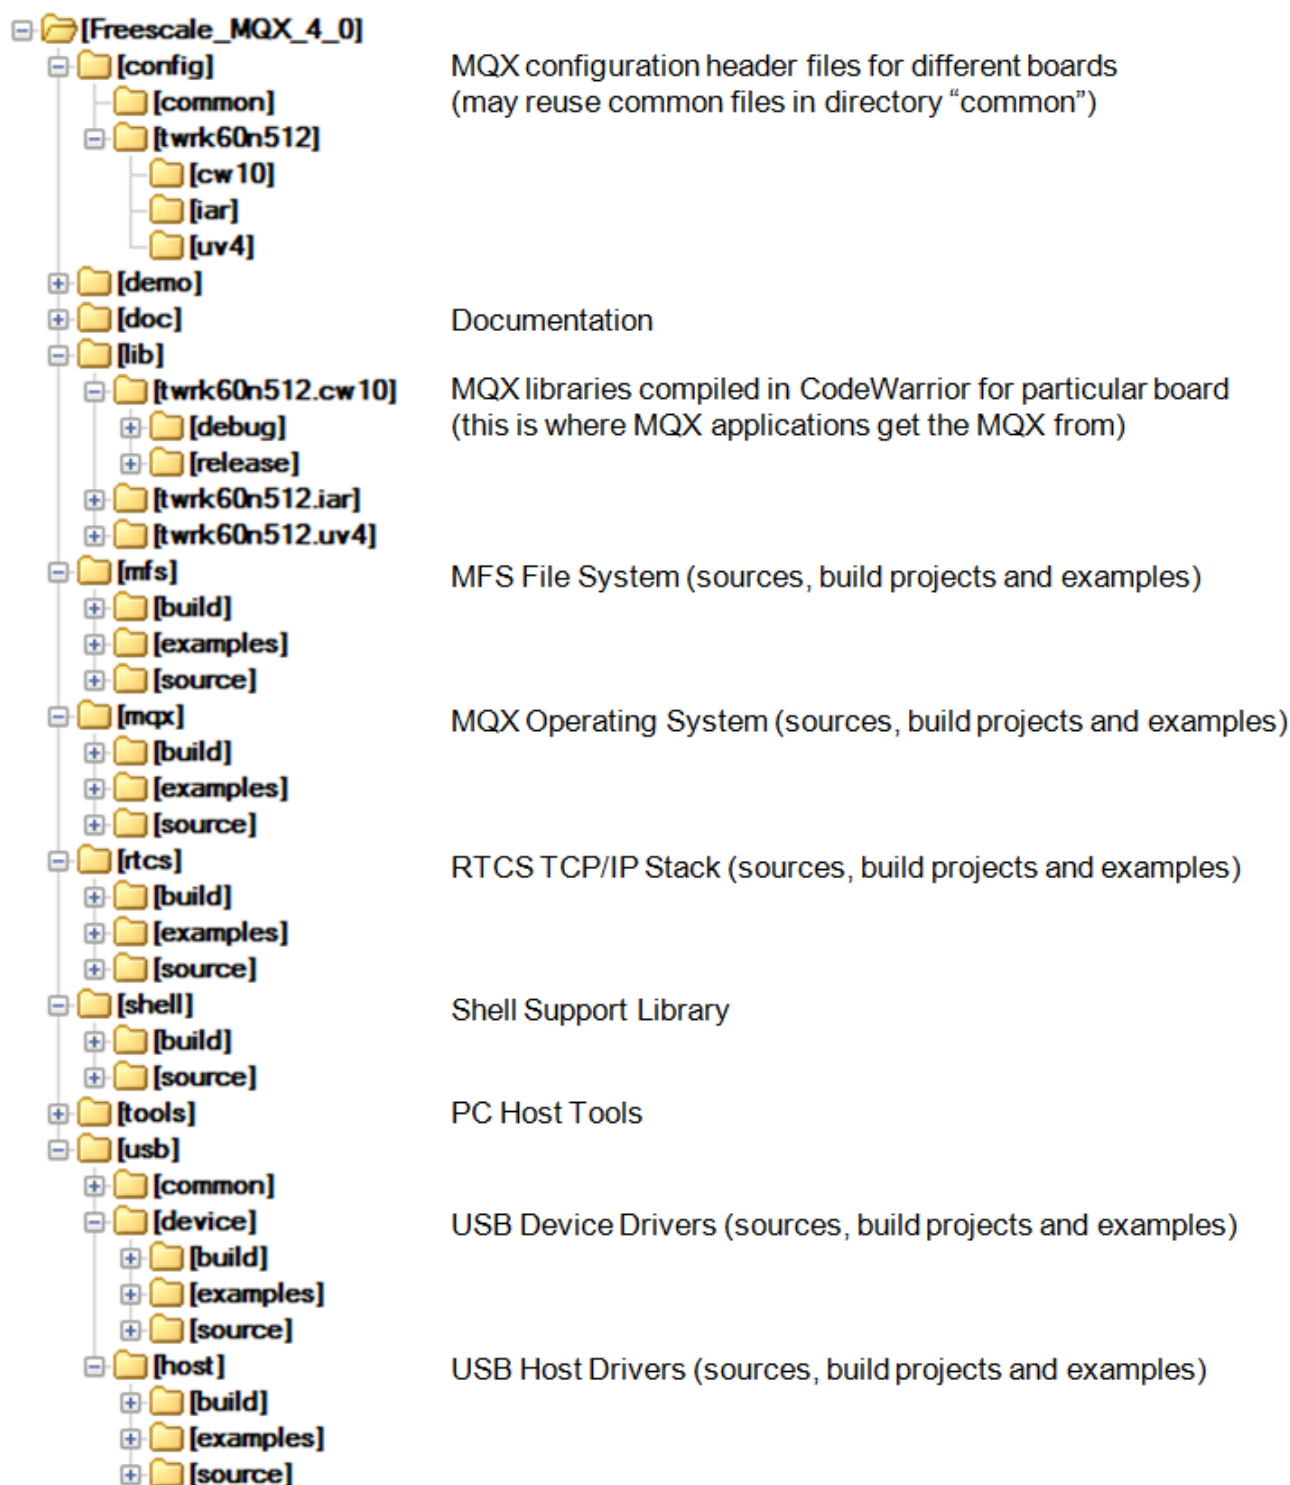 [Freescale_MQX_4_0]
[config]
MQX configuration header files for different boards
[common]
(may reuse common files in directory “common”)
[twrk60n512]
[cw10]
[iar]
[uv4]
[demo]
[doc]
Documentation
[lib]
[twrk60n512.cw10]
MQX libraries compiled in CodeWarrior for particular board
[debug]
(this is where MQX applications get the MQX from)
[release]
[twrk60n512.iar]
[twrk60n512.uv4]
[mfs]
MFS File System (sources, build projects and examples)
[build]
[examples]
[source]
[mqx]
MQX Operating System (sources, build projects and examples)
[build]
[examples]
[source]
[rtcs]
RTCS TCP/IP Stack (sources, build projects and examples)
[build]
[examples]
[source]
[shell]
Shell Support Library
[build]
[source]
[tools]
PC Host Tools
[usb]
[common]
[device]
USB Device Drivers (sources, build projects and examples)
[build]
[examples]
[source]
[host]
USB Host Drivers (sources, build projects and examples)
[build]
[examples]
[source]